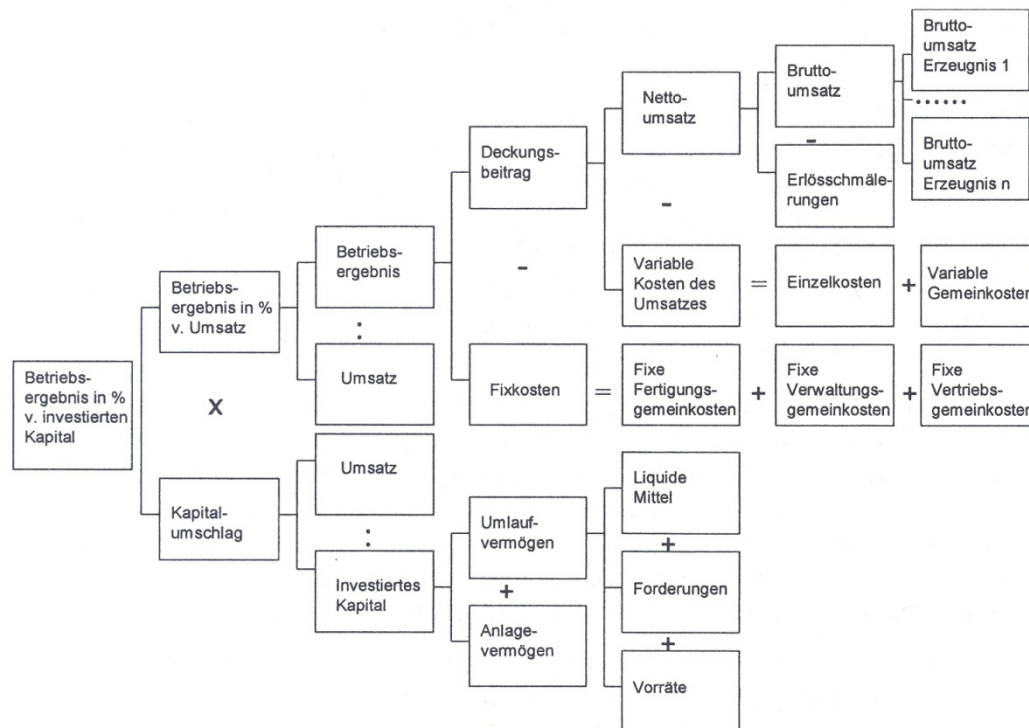 Brutto-
umsatz
Erzeugnis 1
......
Brutto-
umsatz
Erzeugnis n
Brutto-
umsatz
-
Erlösschmäle-
rungen
Netto-
umsatz
-
Variable
Kosten des
Umsatzes
=
Einzelkosten
+
Variable
Gemeinkosten
Deckungs-
beitrag
-
Fixkosten
=
Fixe
Fertigungs-
gemeinkosten
+
Fixe
Verwaltungs-
gemeinkosten
+
Fixe
Vertriebs-
gemeinkosten
Betriebs-
ergebnis
:
Umsatz
Betriebs-
ergebnis in %
v. Umsatz
X
Betriebs-
ergebnis in %
v. investierten
Kapital
Kapital-
umschlag
Umsatz
:
Investiertes
Kapital
Umlauf-
vermögen
+
Anlage-
vermögen
Liquide
Mittel
+
Forderungen
+
Vorräte